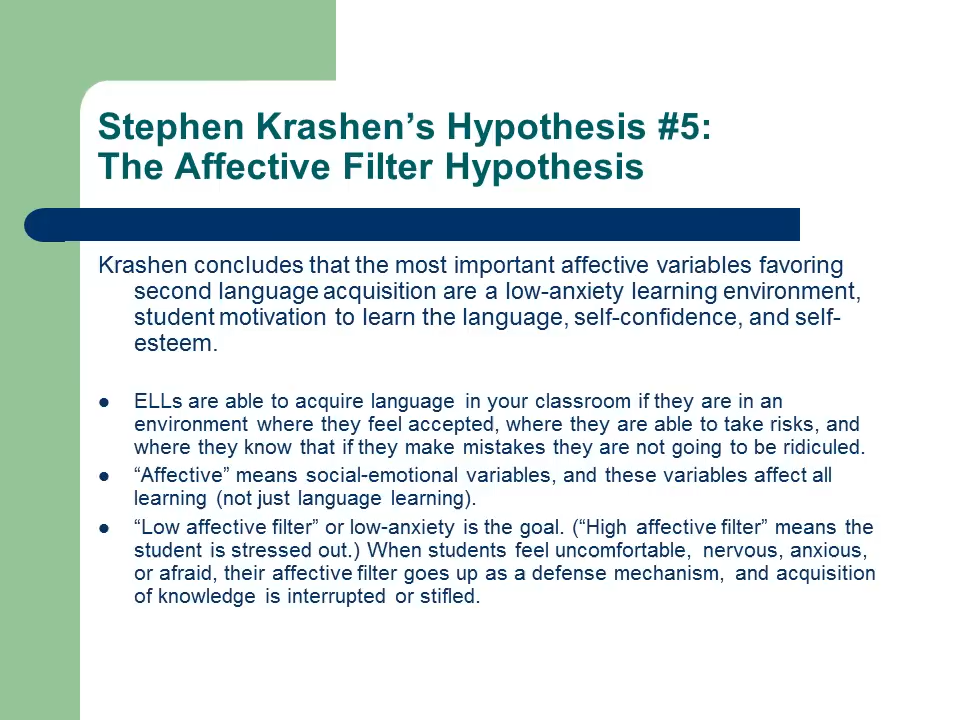 Stephen Krashen’s Hypothesis #5:
The Affective Filter Hypothesis
Krashen concludes that the most important affective variables favoring
second language acquisition are a low-anxiety learning environment,
student motivation to learn the language, self-confidence, and self-
esteem.
● ELLs are able to acquire language in your classroom if they are in an
environment where they feel accepted, where they are able to take risks, and
where they know that if they make mistakes they are not going to be ridiculed.
● “Affective” means social-emotional variables, and these variables affect all
learning (not just language learning).
● “Low affective filter” or low-anxiety is the goal. (“High affective filter” means the
student is stressed out.) When students feel uncomfortable, nervous, anxious,
or afraid, their affective filter goes up as a defense mechanism, and acquisition
of knowledge is interrupted or stifled.